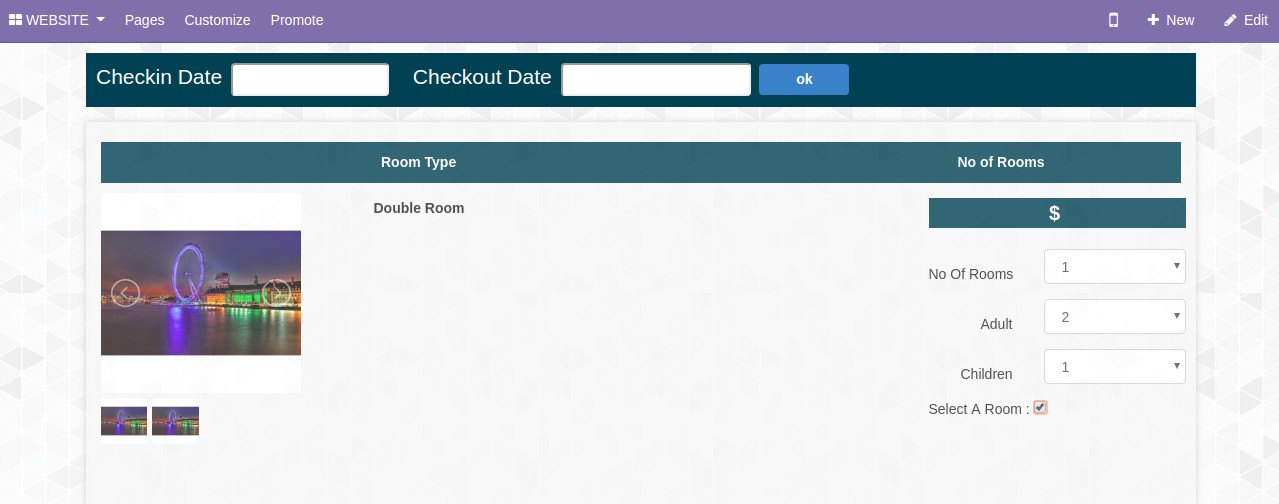 WEBSITE Pages Customize Promote New Edit
Checkin Date Checkout Date ok
Room Type No of Rooms
Double Room
$
No Of Rooms 1
Adult 2
Children 1
Select A Room :